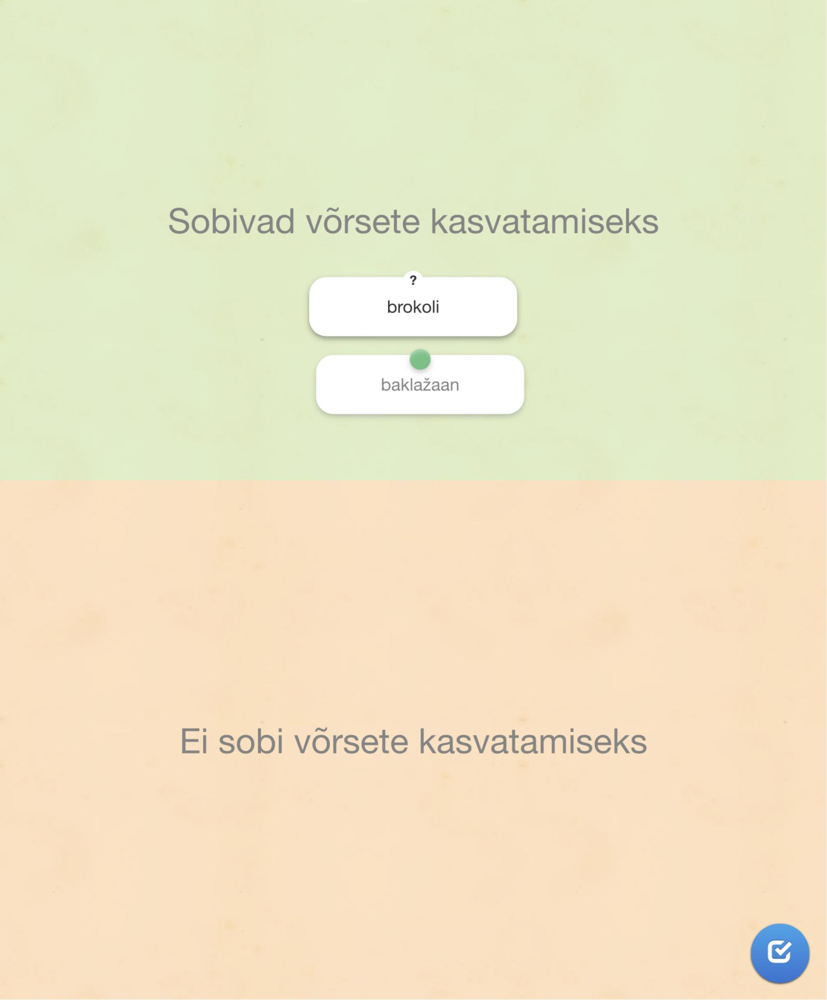 Sobivad võrsete kasvatamiseks
?
brokoli
baklažaan
Ei sobi võrsete kasvatamiseks